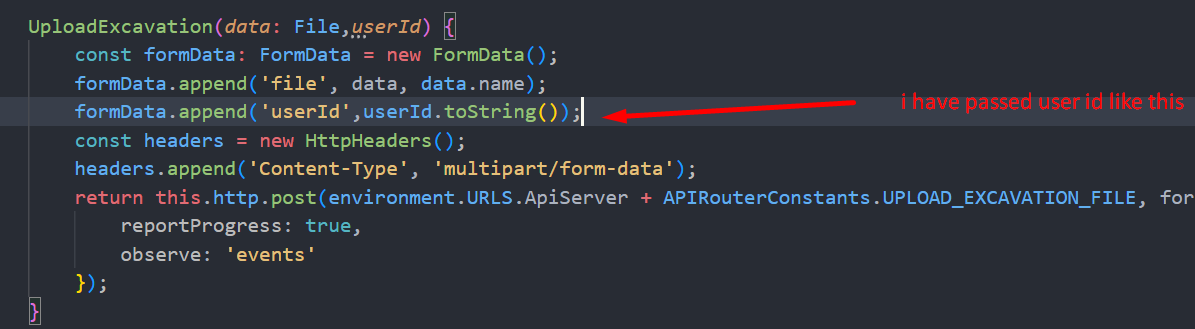 UploadExcavation(data: File,userId) {
const formData: FormData = new FormData();
formData.append('file', data, data.name);
formData.append('userId',userId.toString());
i have passed user id like this
const headers = new HttpHeaders();
headers.append('Content-Type', 'multipart/form-data');
return this.http.post(environment.URLS.ApiServer + APIRouterConstants.UPLOAD_EXCAVATION_FILE, for
reportProgress: true,
observe: 'events'
});
}